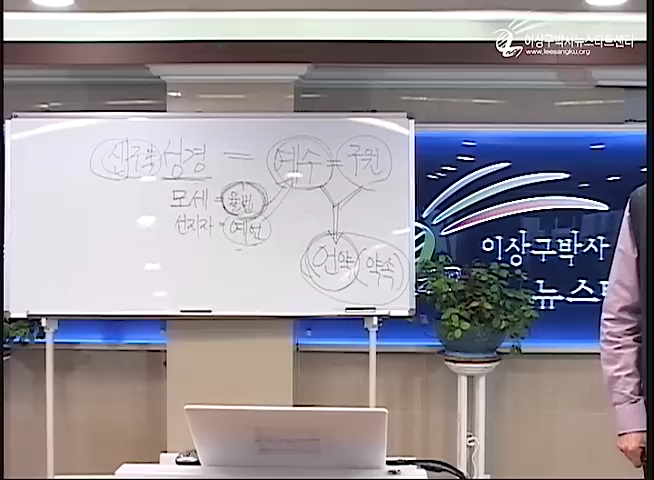 이상구박사뉴스타트센터
www.leesangku.org
신구약 성경 = 예수 = 구원
모세 = 율법
선지자 = 예언
언약 (약속)
이상구박사
뉴스타